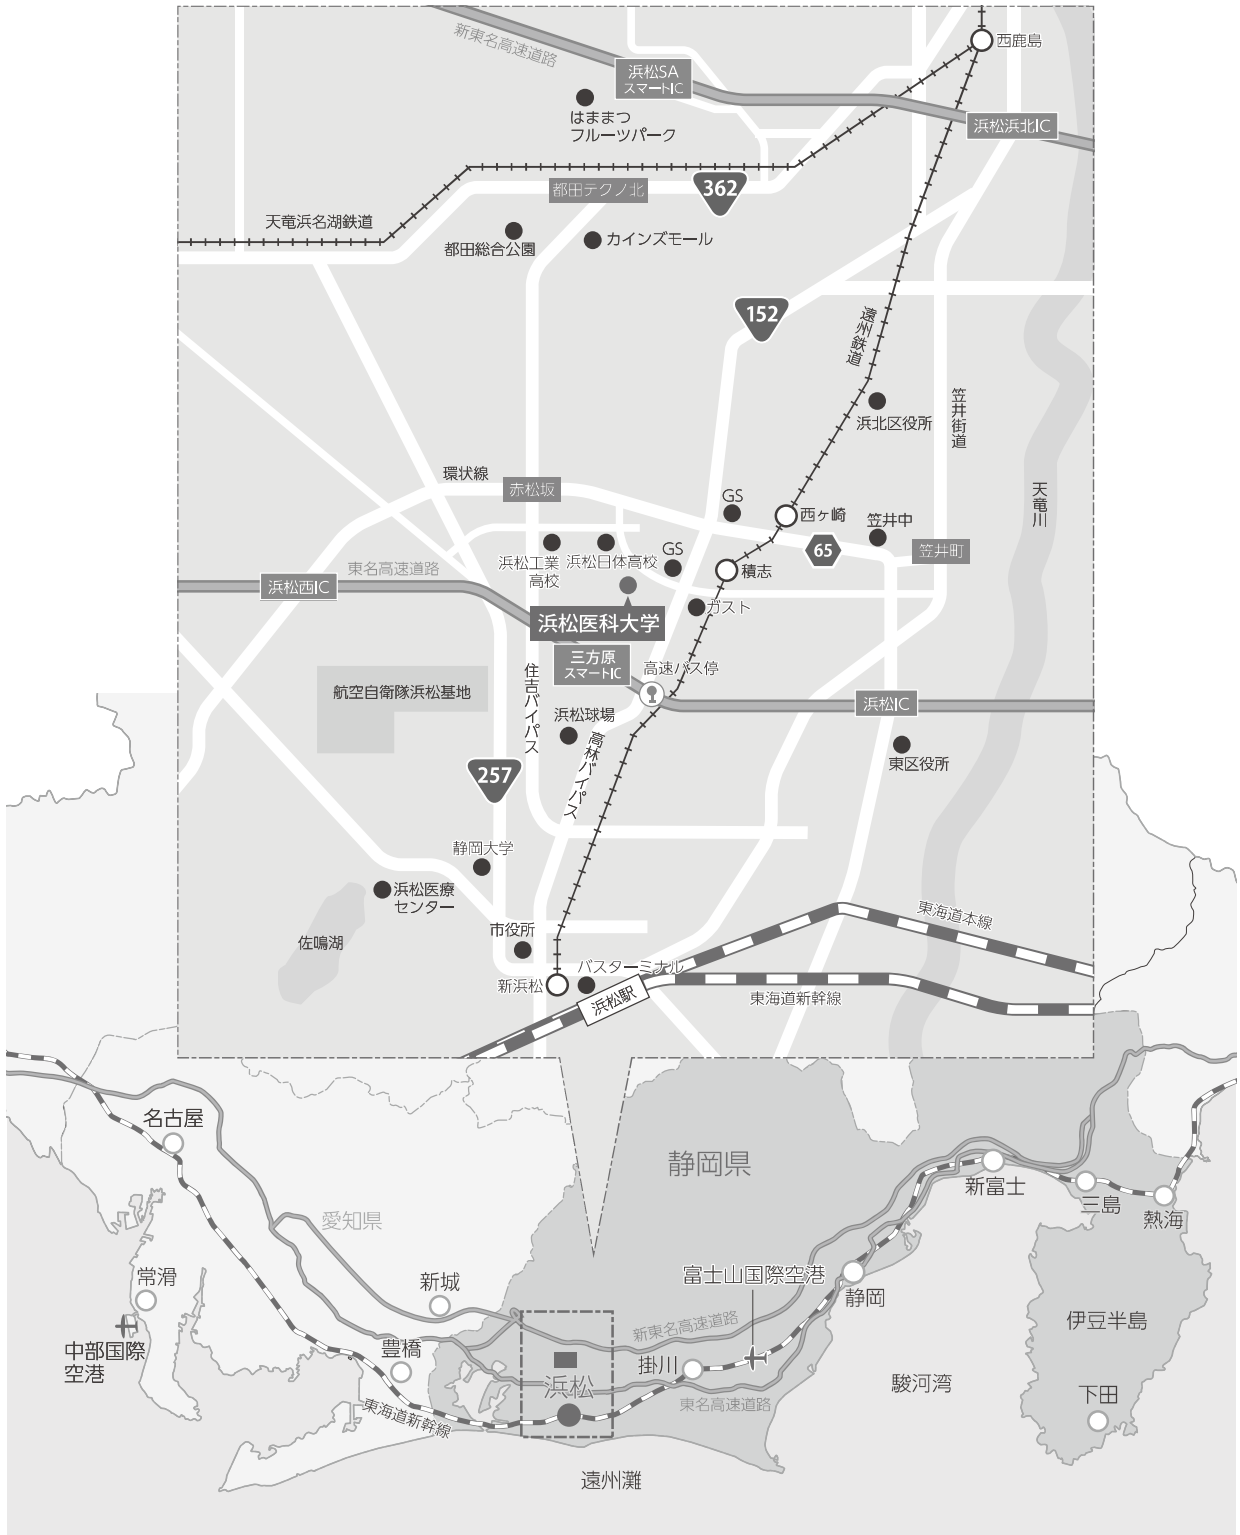 西鹿島
新東名高速道路
浜松SA
スマートIC
はままつ
フルーツパーク
浜松浜北IC
都田テクノ北
362
天竜浜名湖鉄道
都田総合公園
カインズモール
152
遠州鉄道
浜北区役所
笠井街道
環状線
赤松坂
GS
西ヶ崎
笠井中
天竜川
浜松工業
高校
浜松日体高校
GS
65
笠井町
東名高速道路
積志
浜松西IC
ガスト
浜松医科大学
三方原
スマートIC
高速バス停
住吉バイパス
航空自衛隊浜松基地
浜松IC
浜松球場
高林バイパス
東区役所
257
静岡大学
浜松医療
センター
東海道本線
佐鳴湖
市役所
バスターミナル
新浜松
浜松駅
東海道新幹線
名古屋
静岡県
新富士
三島
熱海
愛知県
常滑
新城
富士山国際空港
静岡
中部国際
空港
豊橋
新東名高速道路
伊豆半島
掛川
浜松
駿河湾
下田
東海道新幹線
東名高速道路
遠州灘